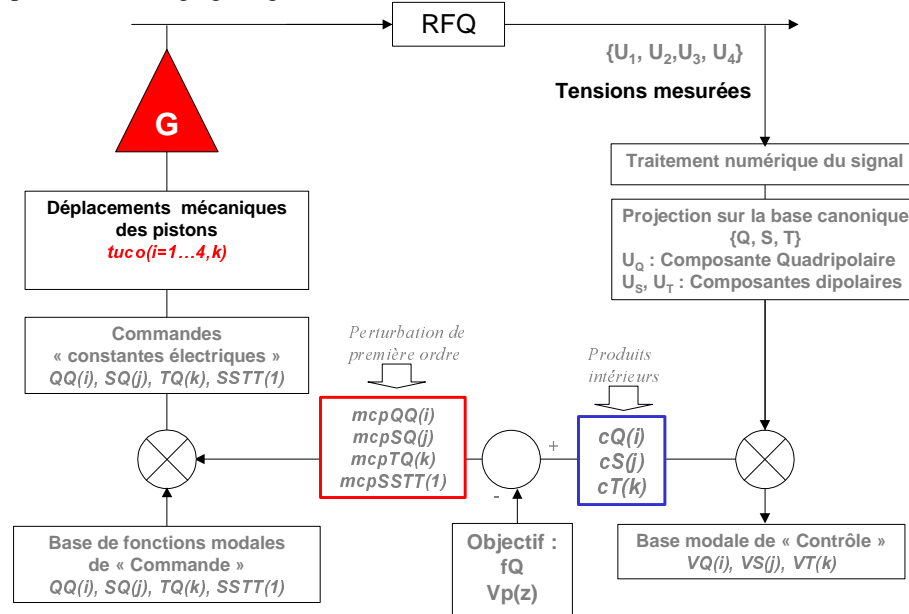 RFQ
{U1, U2,U3, U4}
Tensions mesurées
G
Traitement numérique du signal
Déplacements mécaniques
des pistons
tuco(i=1...4,k)
Projection sur la base canonique
{Q, S, T}
UQ : Composante Quadripolaire
US, UT : Composantes dipolaires
Commandes
« constantes électriques »
QQ(i), SQ(j), TQ(k), SSTT(1)
Perturbation de
première ordre
Produits
intérieurs
mcpQQ(i)
mcpSQ(j)
mcpTQ(k)
mcpSSTT(1)
+
-
cQ(i)
cS(j)
cT(k)
Base de fonctions modales
de « Commande »
QQ(i), SQ(j), TQ(k), SSTT(1)
Objectif :
fQ
Vp(z)
Base modale de « Contrôle »
VQ(i), VS(j), VT(k)